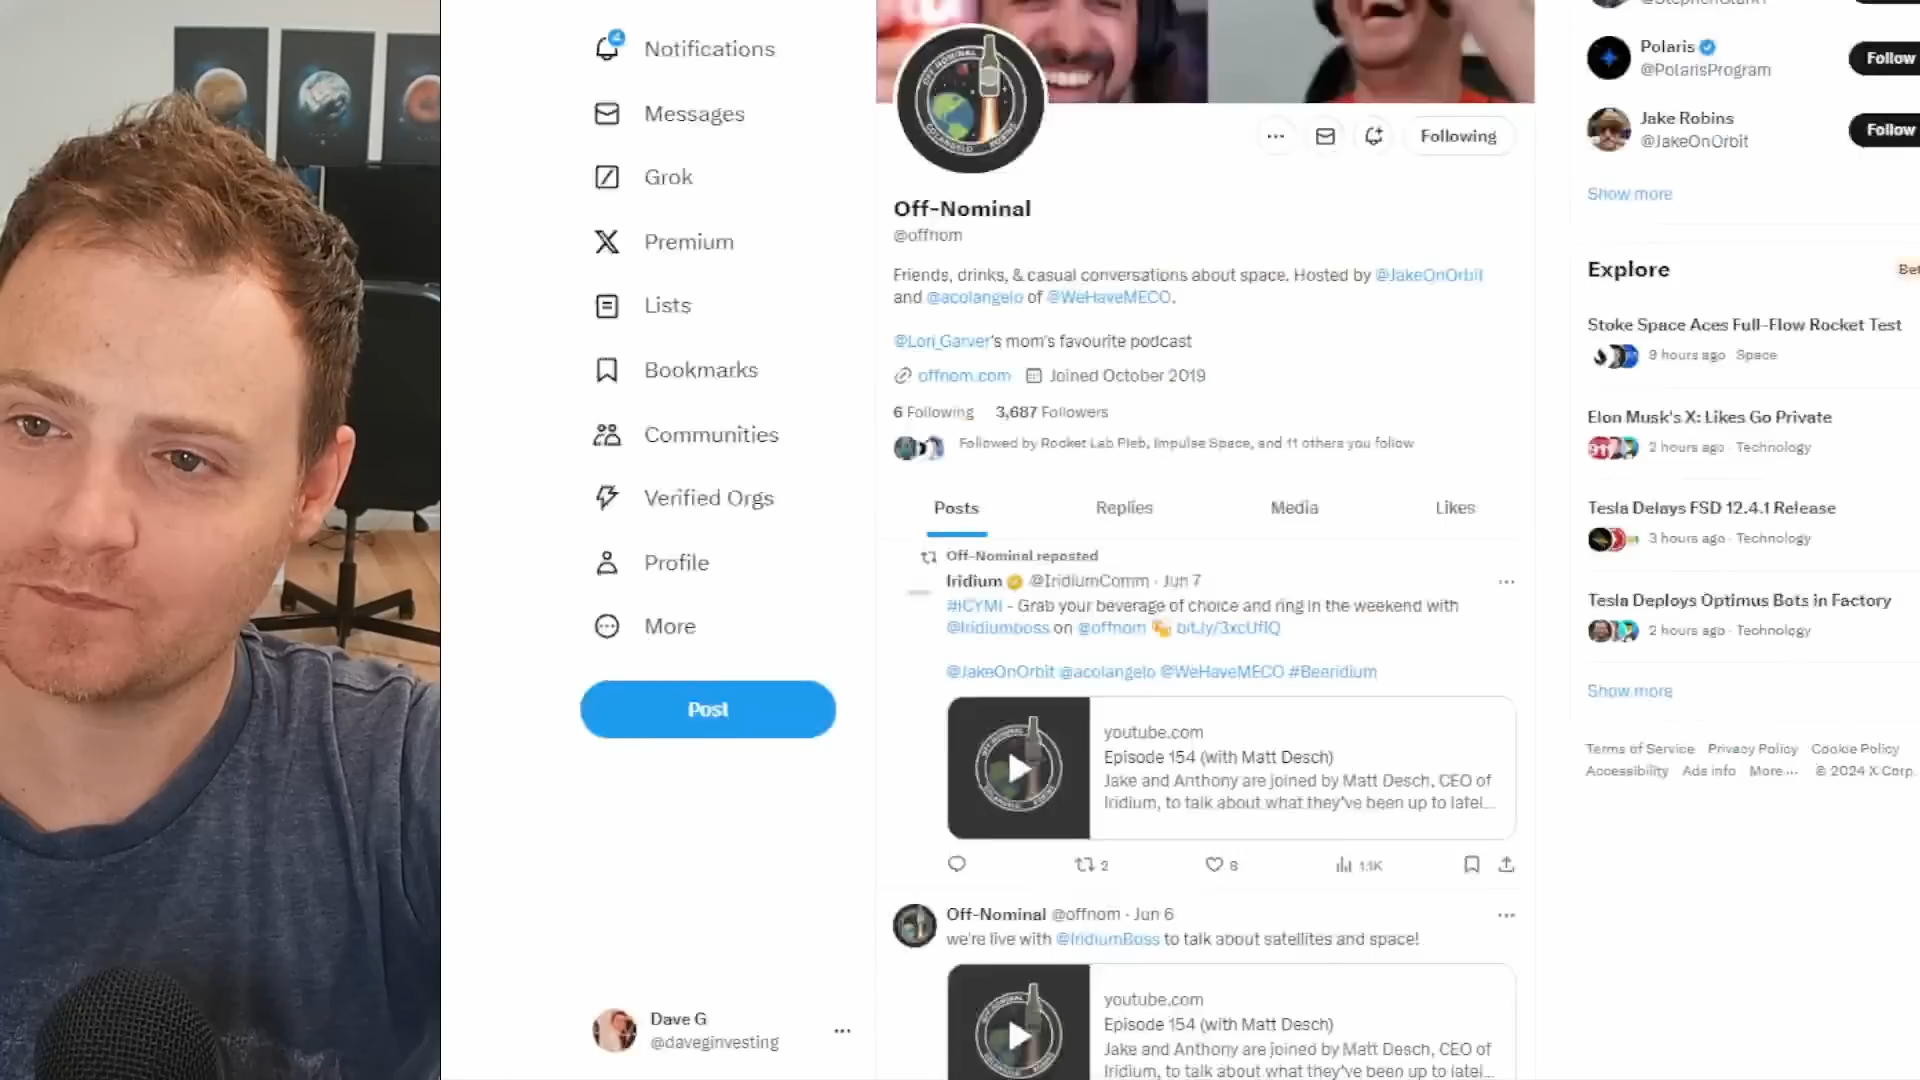 Notifications
Messages
Grok
Premium
Lists
Bookmarks
Communities
Verified Orgs
Profile
More
Post
Dave G
@daveginvesting
Following
Off-Nominal
@offnom
Friends, drinks, & casual conversations about space. Hosted by @JakeOnOrbit
and @acolangelo of @WeHaveMECO.
@Lori_Garver's mom's favourite podcast
offnom.com Joined October 2019
6 Following 3,687 Followers
Followed by Rocket Lab Pleb, Impulse Space, and 11 others you follow
Posts Replies Media Likes
Off-Nominal reposted
Iridium @IridiumComm · Jun 7
#ICYMI - Grab your beverage of choice and ring in the weekend with
@Iridiumboss on @offnom 🍻 bit.ly/3xcUfIQ
@JakeOnOrbit @acolangelo @WeHaveMECO #Beeridium
youtube.com
Episode 154 (with Matt Desch)
Jake and Anthony are joined by Matt Desch, CEO of
Iridium, to talk about what they've been up to latel...
2 8 1.1K
Off-Nominal @offnom · Jun 6
we're live with @IridiumBoss to talk about satellites and space!
youtube.com
Episode 154 (with Matt Desch)
Jake and Anthony are joined by Matt Desch, CEO of
Iridium, to talk about what they've been up to latel...
Polaris
@PolarisProgram
Follow
Jake Robins
@JakeOnOrbit
Follow
Show more
Explore
Stoke Space Aces Full-Flow Rocket Test
9 hours ago · Space
Elon Musk's X: Likes Go Private
2 hours ago · Technology
Tesla Delays FSD 12.4.1 Release
3 hours ago · Technology
Tesla Deploys Optimus Bots in Factory
2 hours ago · Technology
Show more
Terms of Service Privacy Policy Cookie Policy
Accessibility Ads info More... © 2024 X Corp.